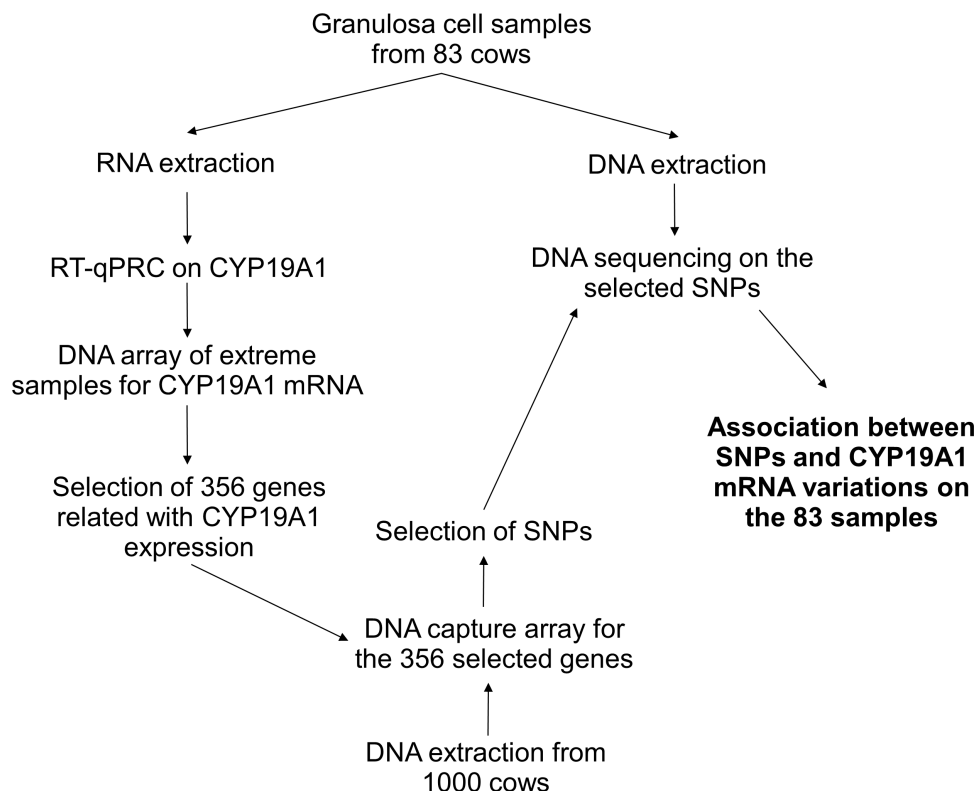 Granulosa cell samples
from 83 cows
RNA extraction
DNA extraction
RT-qPRC on CYP19A1
DNA sequencing on the
selected SNPs
DNA array of extreme
samples for CYP19A1 mRNA
Association between
SNPs and CYP19A1
mRNA variations on
the 83 samples
Selection of 356 genes
related with CYP19A1
expression
Selection of SNPs
DNA capture array for
the 356 selected genes
DNA extraction from
1000 cows